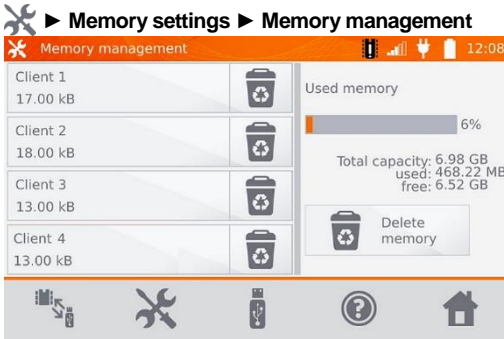 ► Memory settings ► Memory management
Memory management
12:08
Client 1
17.00 kB
Client 2
18.00 kB
Client 3
13.00 kB
Client 4
13.00 kB
Used memory
6%
Total capacity: 6.98 GB
used: 468.22 MB
free: 6.52 GB
Delete
memory